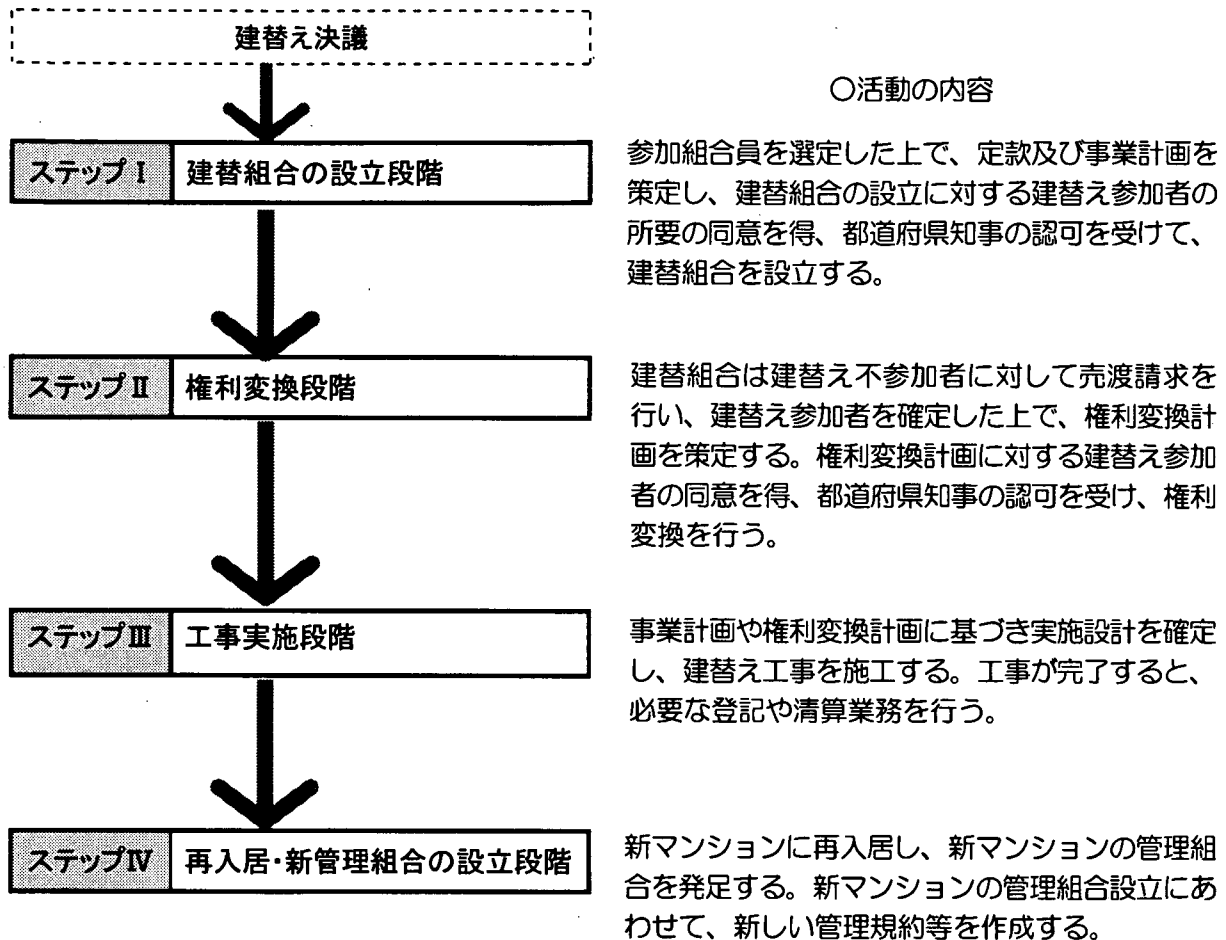 建替え決議
○活動の内容
ステップⅠ 建替組合の設立段階
参加組合員を選定した上で、定款及び事業計画を
策定し、建替組合の設立に対する建替え参加者の
所要の同意を得、都道府県知事の認可を受けて、
建替組合を設立する。
ステップⅡ 権利変換段階
建替組合は建替え不参加者に対して売渡請求を
行い、建替え参加者を確定した上で、権利変換計
画を策定する。権利変換計画に対する建替え参加
者の同意を得、都道府県知事の認可を受け、権利
変換を行う。
ステップⅢ 工事実施段階
事業計画や権利変換計画に基づき実施設計を確定
し、建替え工事を施工する。工事が完了すると、
必要な登記や清算業務を行う。
ステップⅣ 再入居・新管理組合の設立段階
新マンションに再入居し、新マンションの管理組
合を発足する。新マンションの管理組合設立にあ
わせて、新しい管理規約等を作成する。